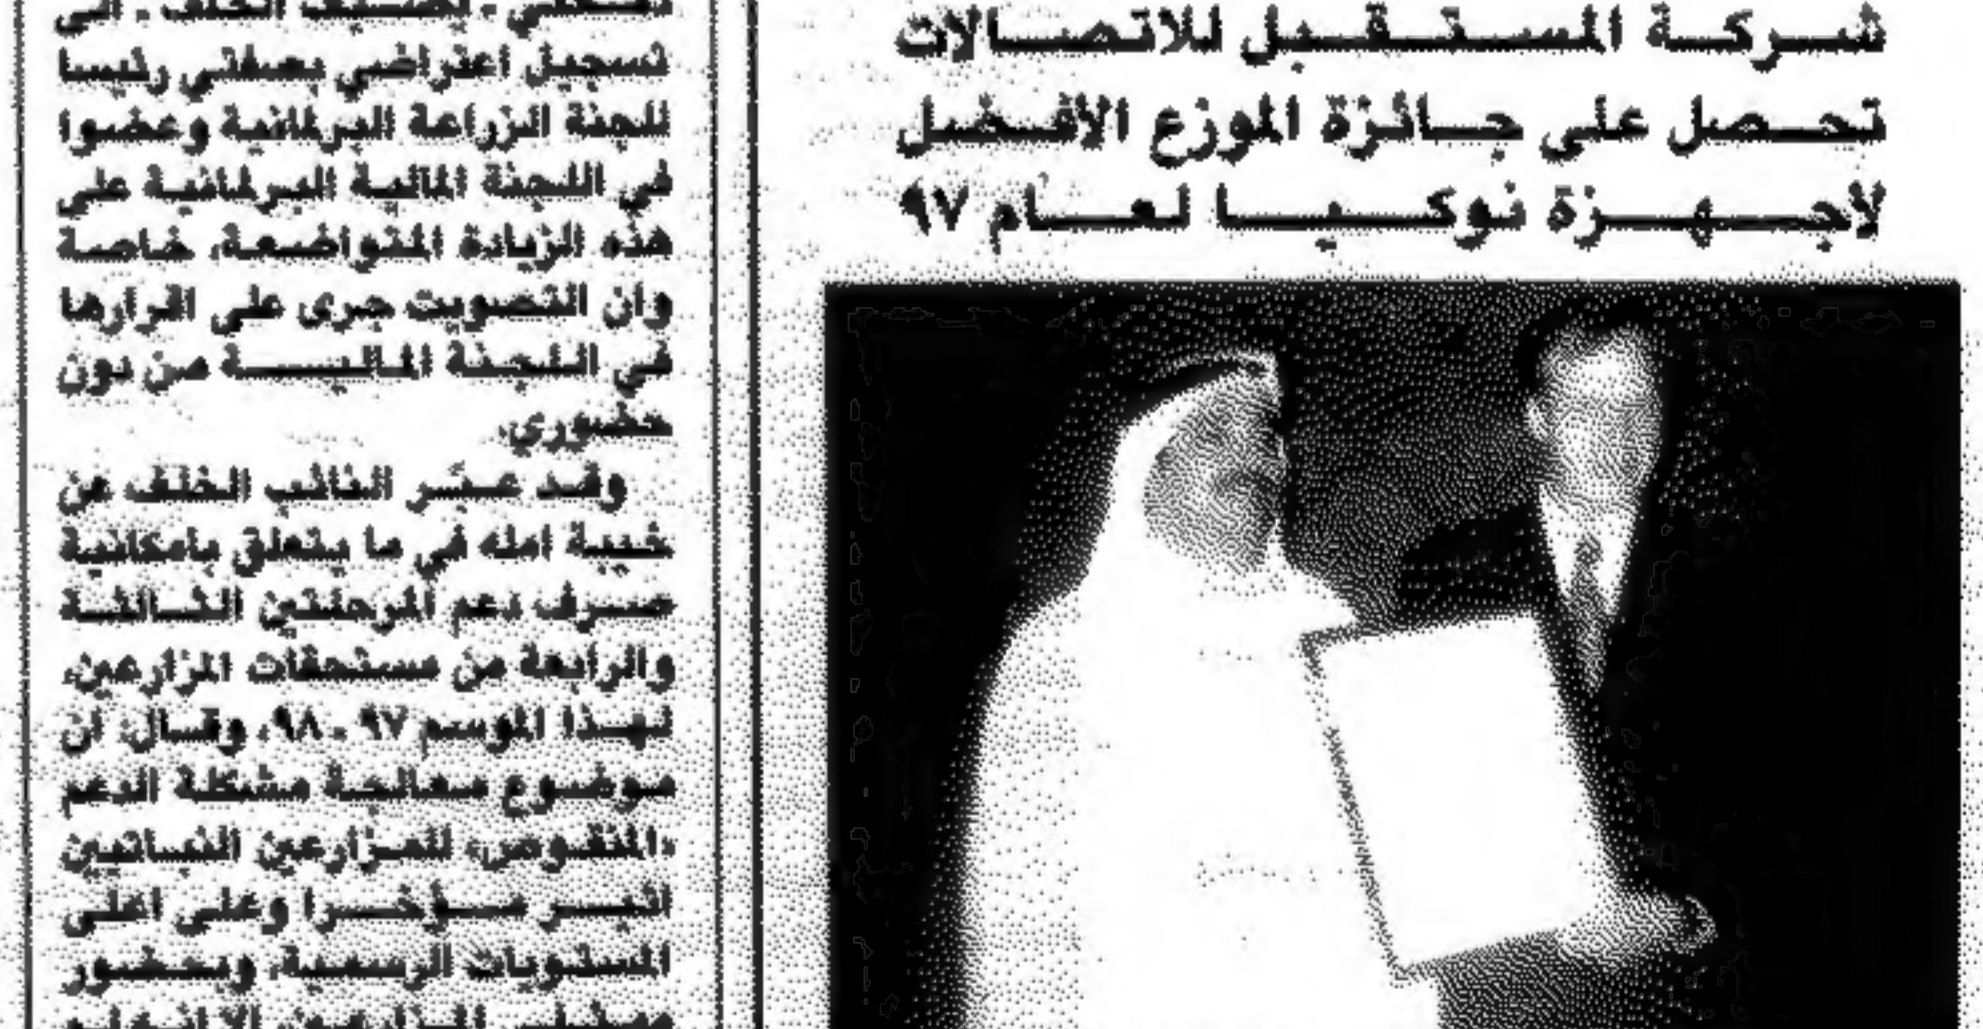 شركة المستقبل للاتصالات
تحصل على جائزة الموزع الافضل
لاجهزة نوكيا لعام ٩٧
يضيف الخلف - الى
تسجيل اعتراضي بصفتي رئيسا
للجنة الزراعة البرلمانية وعضوا
في اللجنة المالية البرلمانية على
هذه الزيادة المتواضعة، خاصة
وان التصويت جرى على اقرارها
في اللجنة المالية من دون
حضوري.
وقد عبّر النائب الخلف عن
خيبة امله في ما يتعلق بامكانية
صرف دعم المرحلتين الثالثة
والرابعة من مستحقات المزارعين،
لهذا الموسم ٩٧ - ٩٨، وقال: ان
موضوع معالجة مشكلة الدعم
«المنقوص» للمزارعين النباتيين
اثير مؤخرا وعلى اعلى
المستويات الرسمية، وبحضور